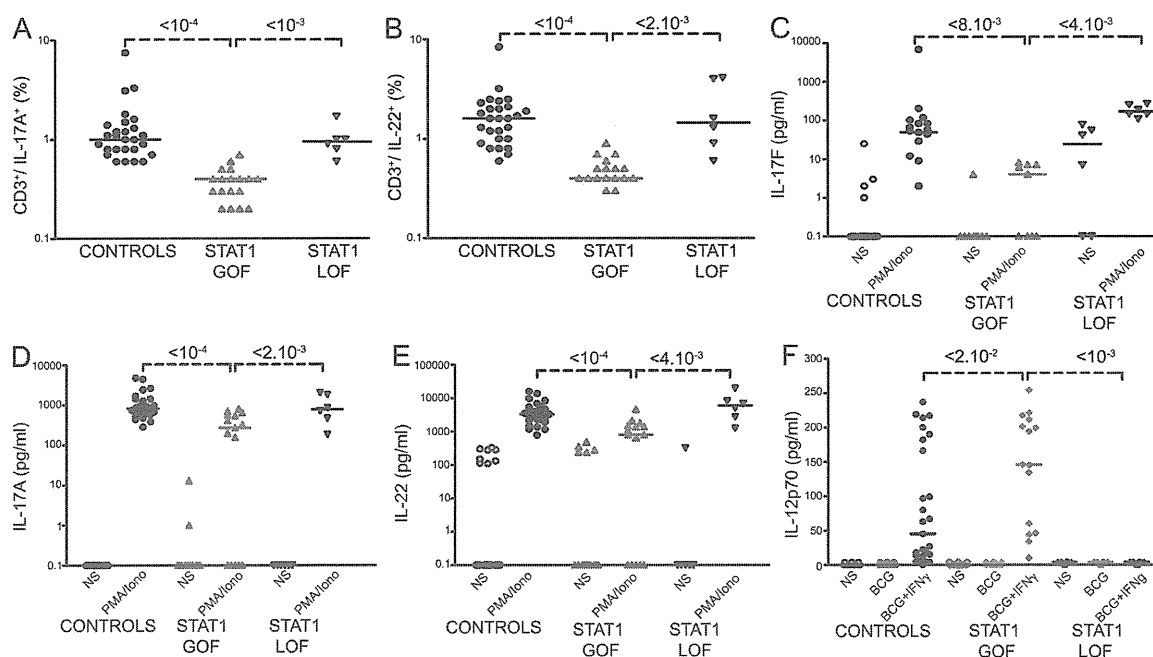 A
<10-4
<10-3
CD3+/ IL-17A+ (%)
10
1
0.1
CONTROLS
STAT1
GOF
STAT1
LOF
B
<10-4
<2.10-3
CD3+/ IL-22+ (%)
10
1
0.1
CONTROLS
STAT1
GOF
STAT1
LOF
C
<8.10-3
<4.10-3
IL-17F (pg/ml)
10000
1000
100
10
1
0.1
NS
PMA/Iono
NS
PMA/Iono
NS
PMA/Iono
CONTROLS
STAT1
GOF
STAT1
LOF
D
<10-4
<2.10-3
IL-17A (pg/ml)
10000
1000
100
10
1
0.1
NS
PMA/Iono
NS
PMA/Iono
NS
PMA/Iono
CONTROLS
STAT1
GOF
STAT1
LOF
E
<10-4
<4.10-3
IL-22 (pg/ml)
100000
10000
1000
100
10
1
0.1
NS
PMA/Iono
NS
PMA/Iono
NS
PMA/Iono
CONTROLS
STAT1
GOF
STAT1
LOF
F
<2.10-2
<10-3
IL-12p70 (pg/ml)
300
250
200
150
100
50
0
NS
BCG
BCG+IFNγ
NS
BCG
BCG+IFNγ
NS
BCG
BCG+IFNg
CONTROLS
STAT1
GOF
STAT1
LOF